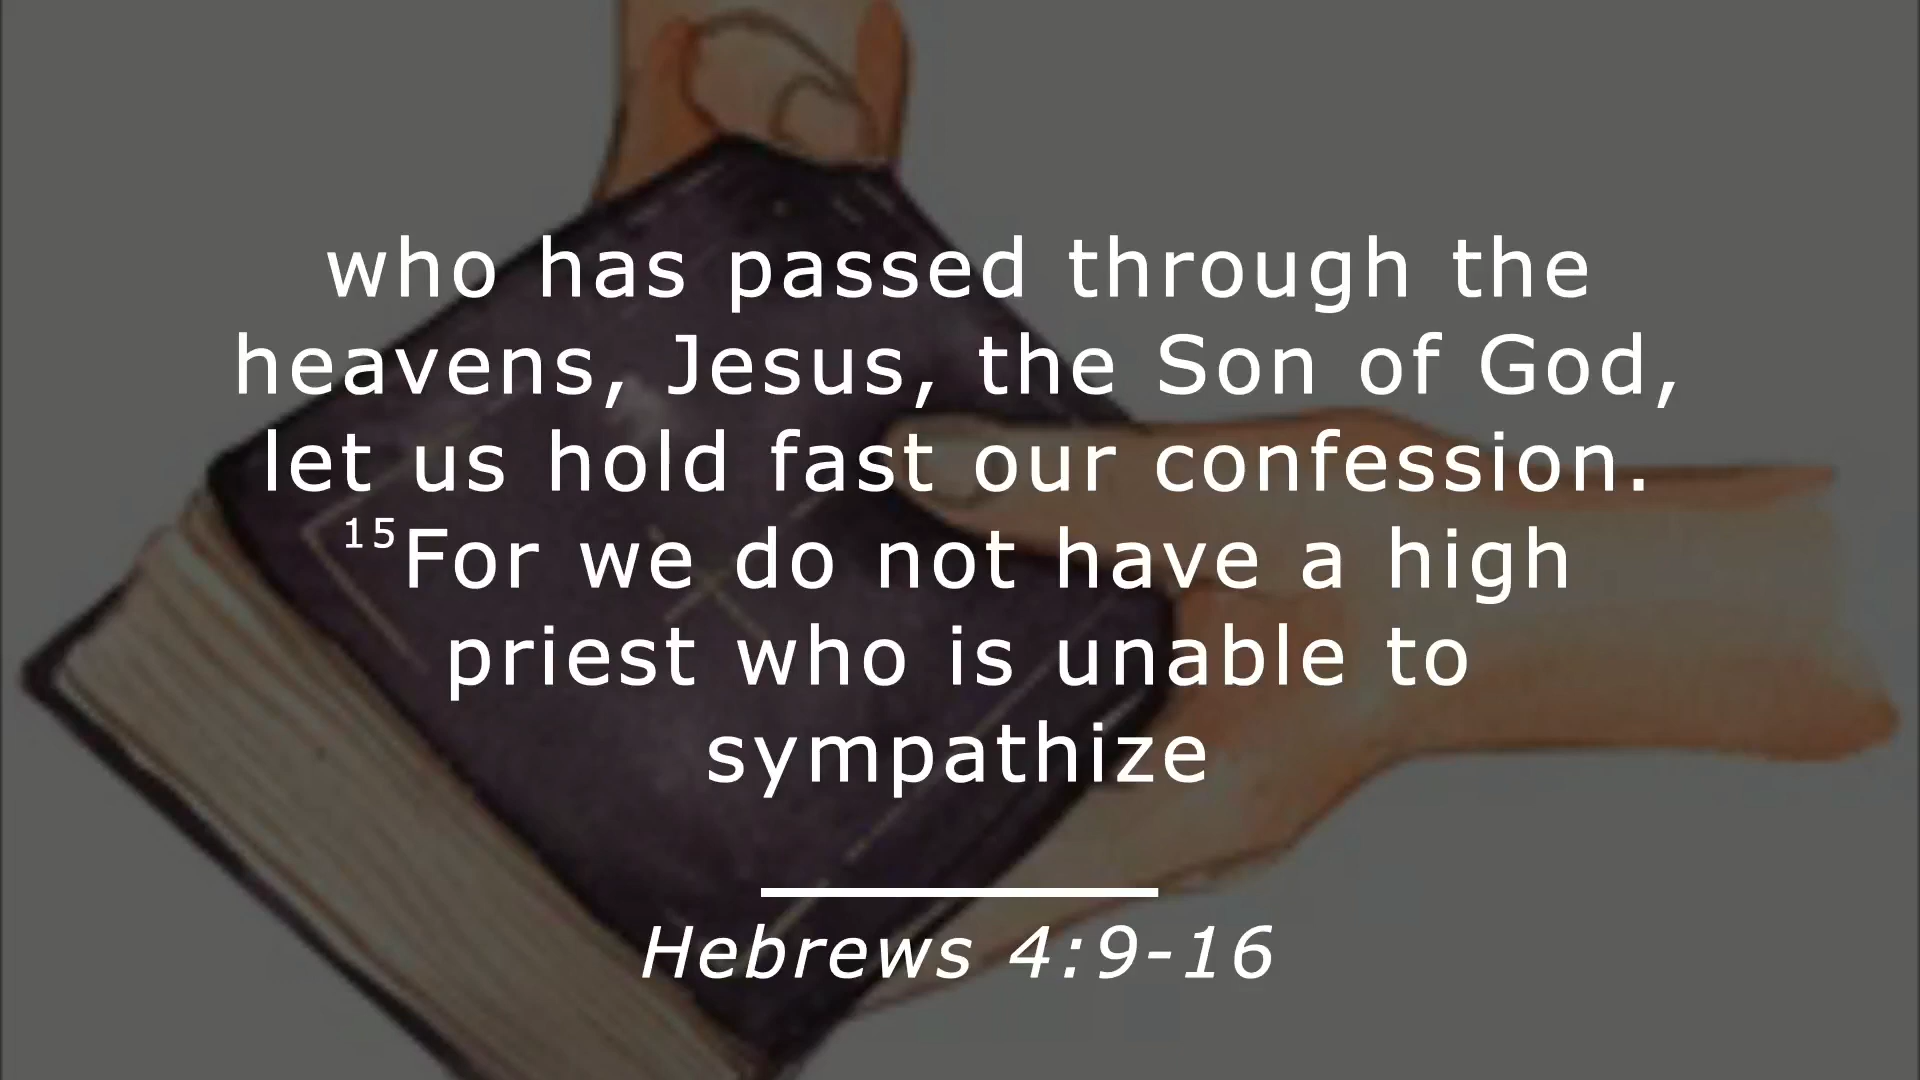 who has passed through the
heavens, Jesus, the Son of God,
let us hold fast our confession.
15For we do not have a high
priest who is unable to
sympathize
Hebrews 4:9-16